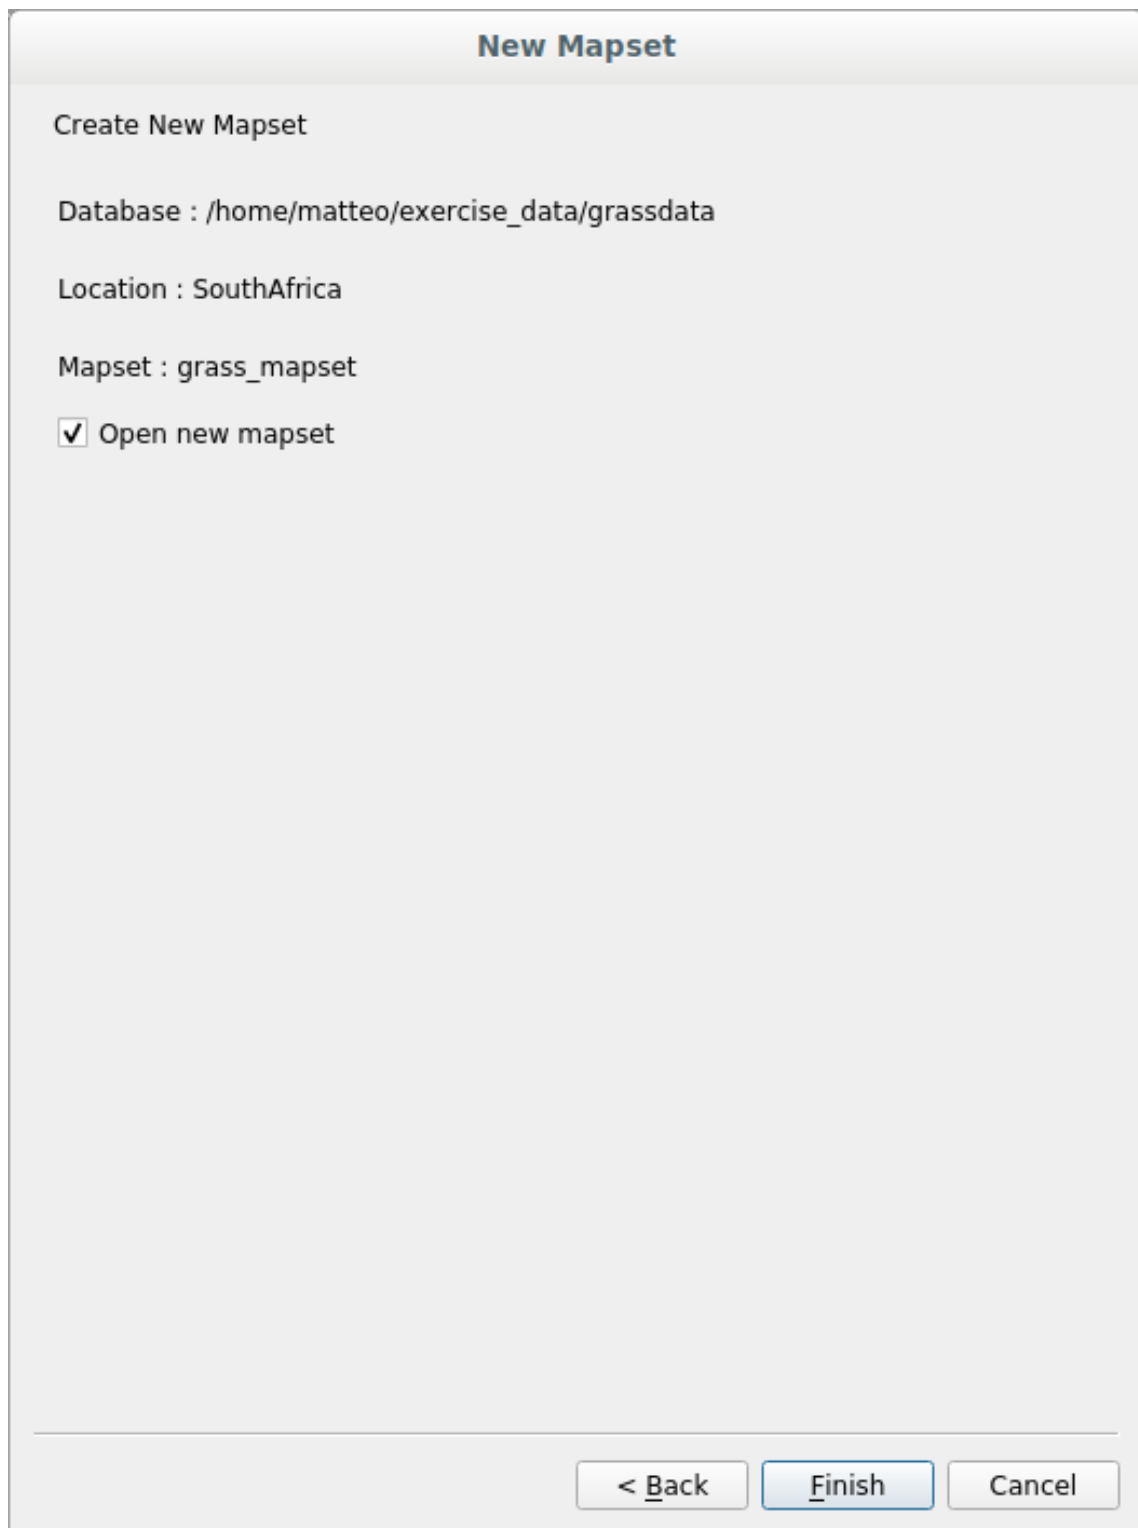 New Mapset
Create New Mapset
Database : /home/matteo/exercise_data/grassdata
Location : SouthAfrica
Mapset : grass_mapset
Open new mapset
< Back
Finish
Cancel